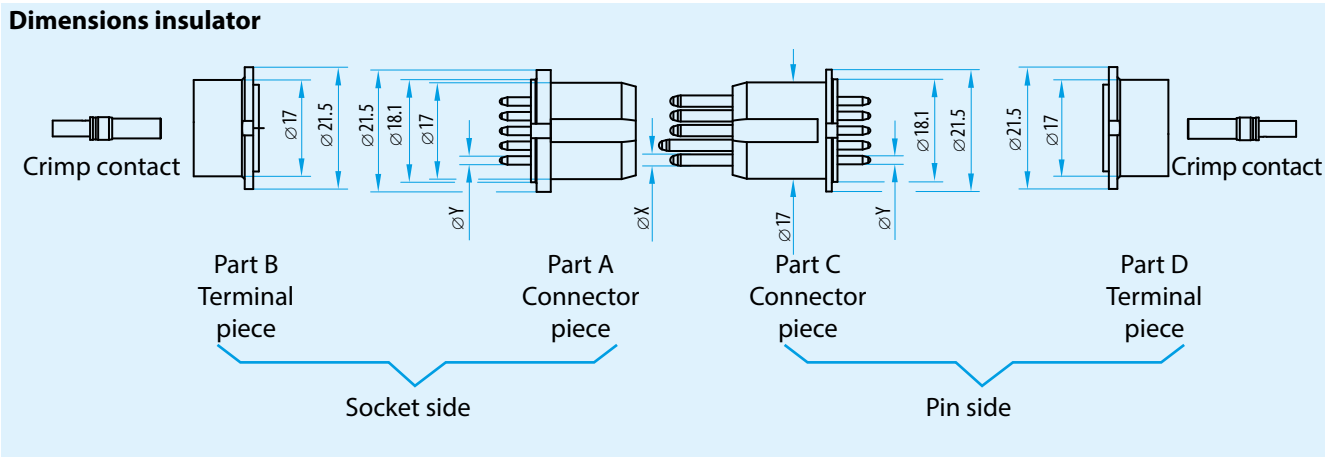 Dimensions insulator
Crimp contact
⌀17
⌀21.5
⌀21.5
⌀18.1
⌀17
⌀Y
⌀X
⌀17
⌀Y
⌀18.1
⌀21.5
⌀21.5
⌀17
Crimp contact
Part B
Terminal
piece
Part A
Connector
piece
Part C
Connector
piece
Part D
Terminal
piece
Socket side
Pin side